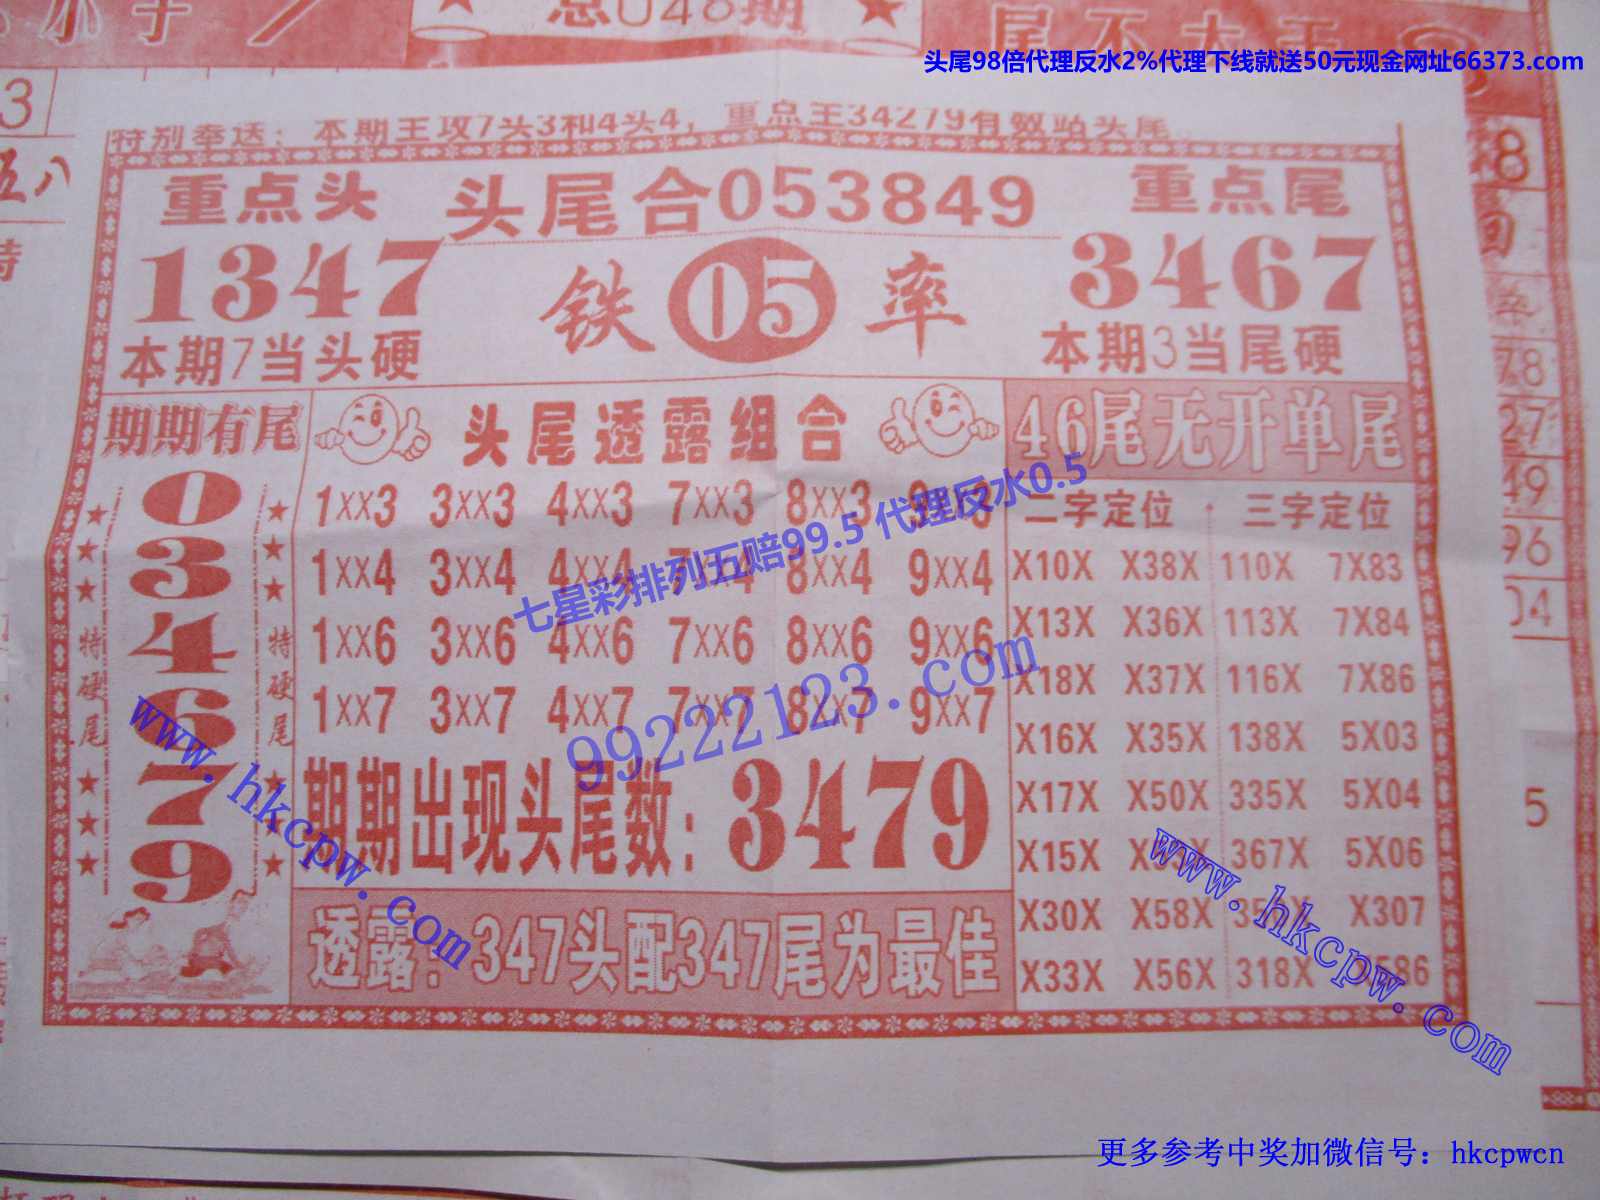 总048期
头尾98倍代理反水2%代理下线就送50元现金网址66373.com
特别奉送：本期主攻7头3和4头4，重点主34279有数站头尾。
重点头
头尾合053849
重点尾
1347
铁05率
3467
本期7当头硬
本期3当尾硬
期期有尾
头尾透露组合
46尾无开单尾
0
3
4
6
7
9
特硬尾
特硬尾
1XX3 3XX3 4XX3 7XX3 8XX3
1XX4 3XX4 4XX4 8XX4 9XX4
1XX6 3XX6 4XX6 7XX6 8XX6 9XX6
1XX7 3XX7 4XX7 7XX7 8XX7 9XX7
七星彩排列五赔99.5 代理反水0.5
99222123.com
期期出现头尾数：3479
透露：347头配347尾为最佳
二字定位 三字定位
X10X X38X 110X 7X83
X13X X36X 113X 7X84
X18X X37X 116X 7X86
X16X X35X 138X 5X03
X17X X50X 335X 5X04
X15X 367X 5X06
X30X X58X X307
X33X X56X 318X
www.hkcpw.com
www.hkcpw.com
更多参考中奖加微信号：hkcpwcn